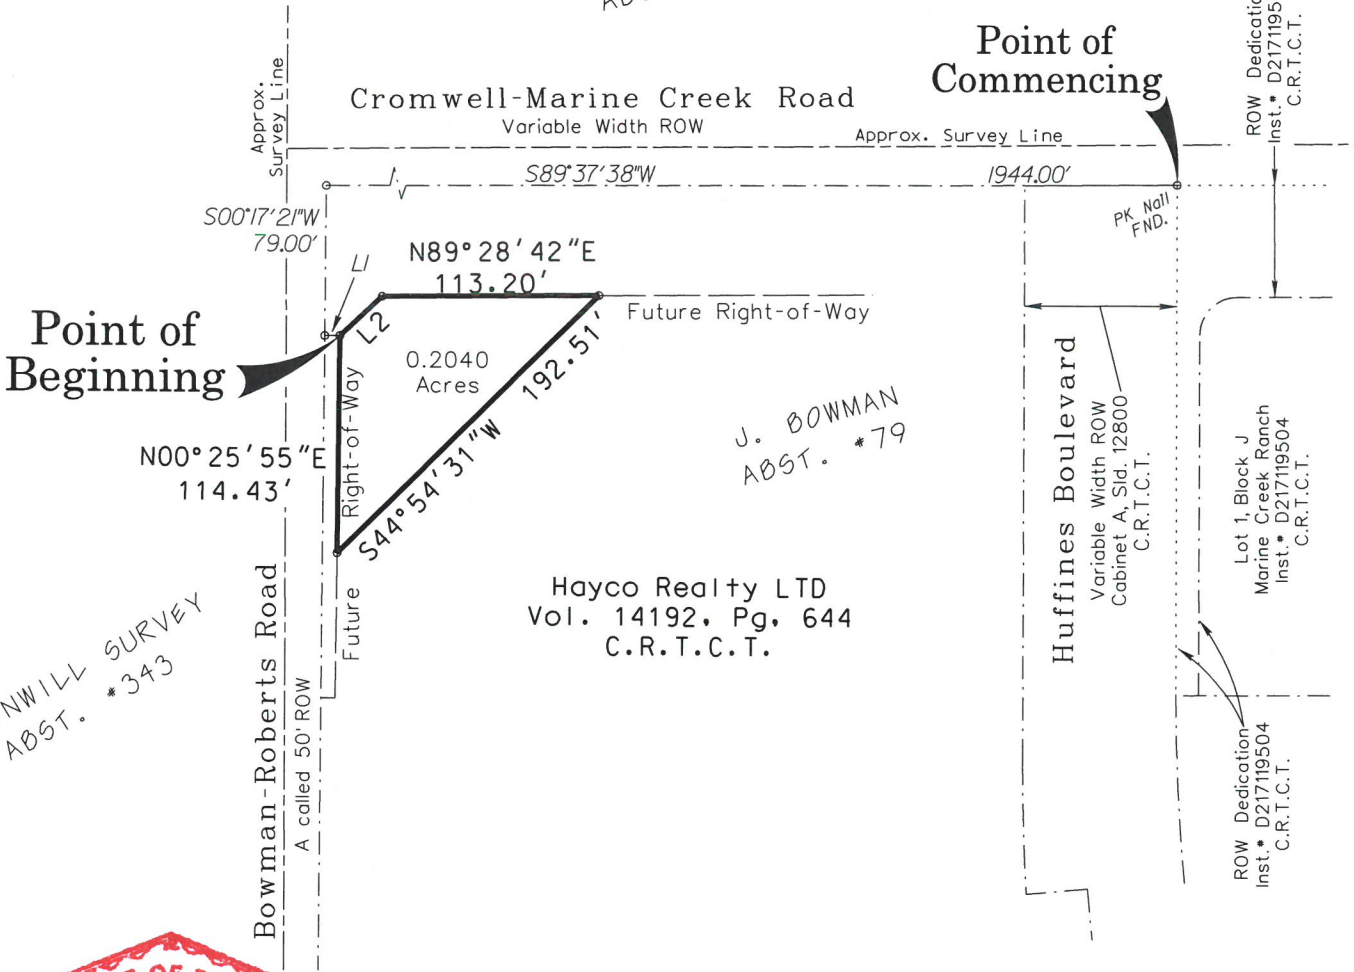 Point of
Commencing
ROW Dedicatio
Inst.* D2171195
C.R.T.C.T.
Approx.
Survey Line
Cromwell-Marine Creek Road
Variable Width ROW
Approx. Survey Line
S89°37'38"W
1944.00'
PK Nail
FND.
S00°17'21"W
79.00'
L1
N89°28'42"E
113.20'
Future Right-of-Way
Point of
Beginning
L2
0.2040
Acres
192.51'
S44°54'31"W
Right-of-Way
Future
N00°25'55"E
114.43'
J. BOWMAN
ABST. *79
Hayco Realty LTD
Vol. 14192, Pg. 644
C.R.T.C.T.
NWILL SURVEY
ABST. *343
Bowman-Roberts Road
A called 50' ROW
Huffines Boulevard
Variable Width ROW
Cabinet A, Sld. 12800
C.R.T.C.T.
Lot 1, Block J
Marine Creek Ranch
Inst.* D217119504
C.R.T.C.T.
ROW Dedication
Inst.* D217119504
C.R.T.C.T.